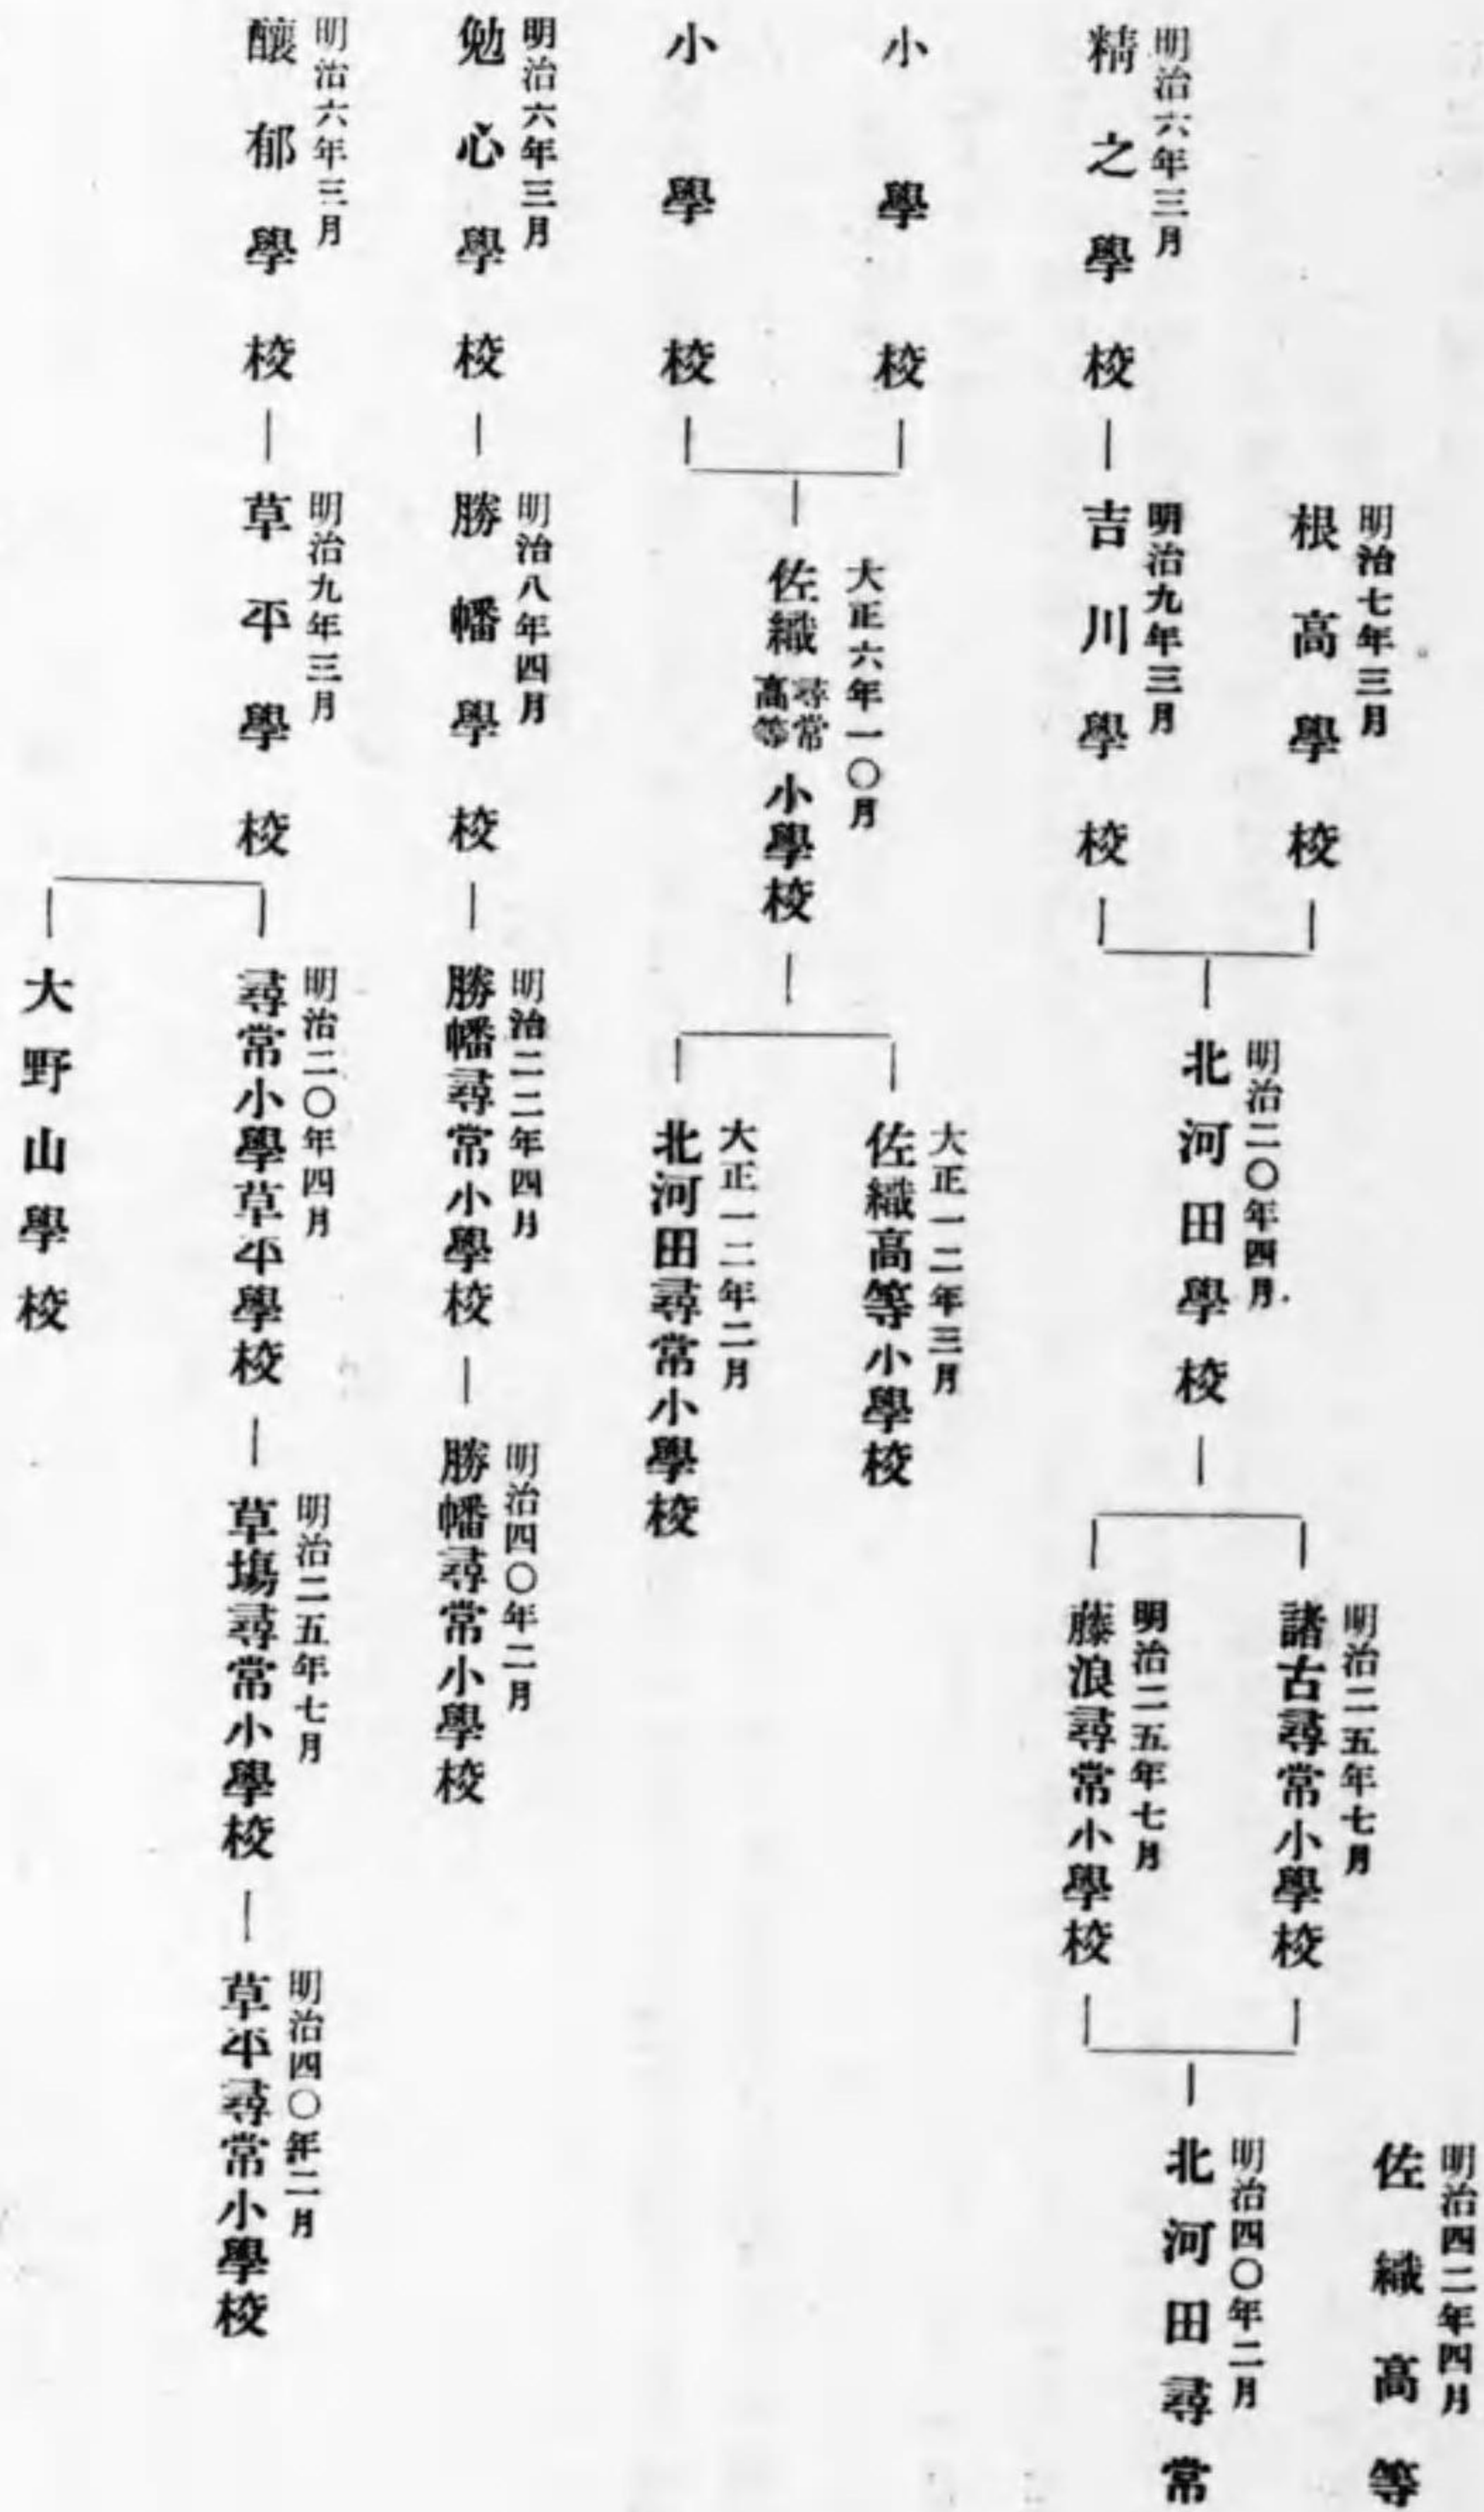 明治四二年四月
佐織高等
明治七年三月
根高學校
明治六年三月
精之學校
明治九年三月
吉川學校
明治二〇年四月
北河田學校
明治二五年七月
諸古尋常小學校
明治二五年七月
藤浪尋常小學校
明治四〇年二月
北河田尋常
小學校
小學校
大正六年一〇月
佐織尋常高等小學校
大正一二年三月
佐織高等小學校
大正一二年二月
北河田尋常小學校
明治六年三月
勉心學校
明治八年四月
勝幡學校
明治二二年四月
勝幡尋常小學校
明治四〇年二月
勝幡尋常小學校
明治六年三月
釀郁學校
明治九年三月
草平學校
明治二〇年四月
尋常小學草平學校
明治二五年七月
草塲尋常小學校
明治四〇年二月
草平尋常小學校
大野山學校